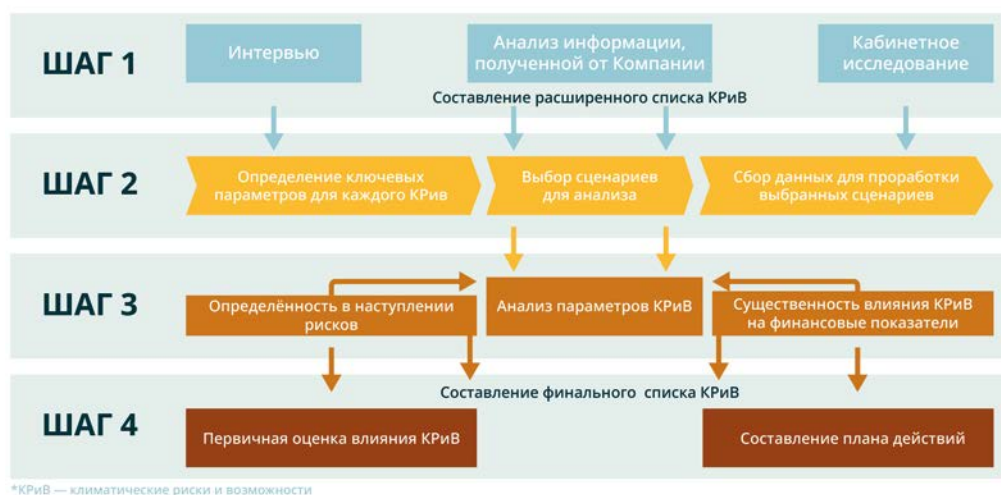 ШАГ 1
Интервью
Анализ информации,
полученной от Компании
Кабинетное
исследование
Составление расширенного списка КРиВ
ШАГ 2
Определение ключевых
параметров для каждого КРив
Выбор сценариев
для анализа
Сбор данных для проработки
выбранных сценариев
ШАГ 3
Определённость в наступлении
рисков
Анализ параметров КРиВ
Существенность влияния КРиВ
на финансовые показатели
Составление финального списка КРиВ
ШАГ 4
Первичная оценка влияния КРиВ
Составление плана действий
*КРиВ — климатические риски и возможности